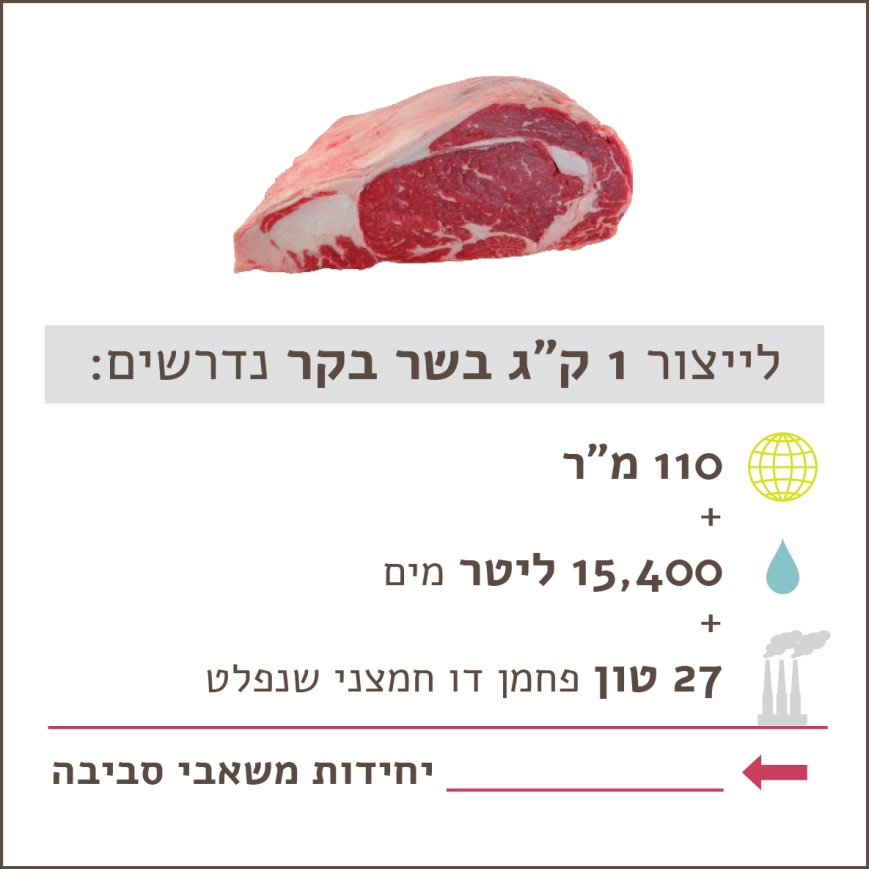 לייצור 1 ק"ג בשר בקר נדרשים:
110 מ"ר
+
15,400 ליטר מים
+
27 טון פחמן דו חמצני שנפלט
_______________ יחידות משאבי סביבה